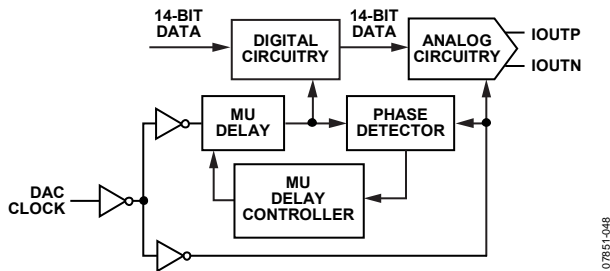 14-BIT
DATA
14-BIT
DATA
DIGITAL
CIRCUITRY
ANALOG
CIRCUITRY
IOUTP
IOUTN
MU
DELAY
PHASE
DETECTOR
MU
DELAY
CONTROLLER
DAC
CLOCK
07851-048